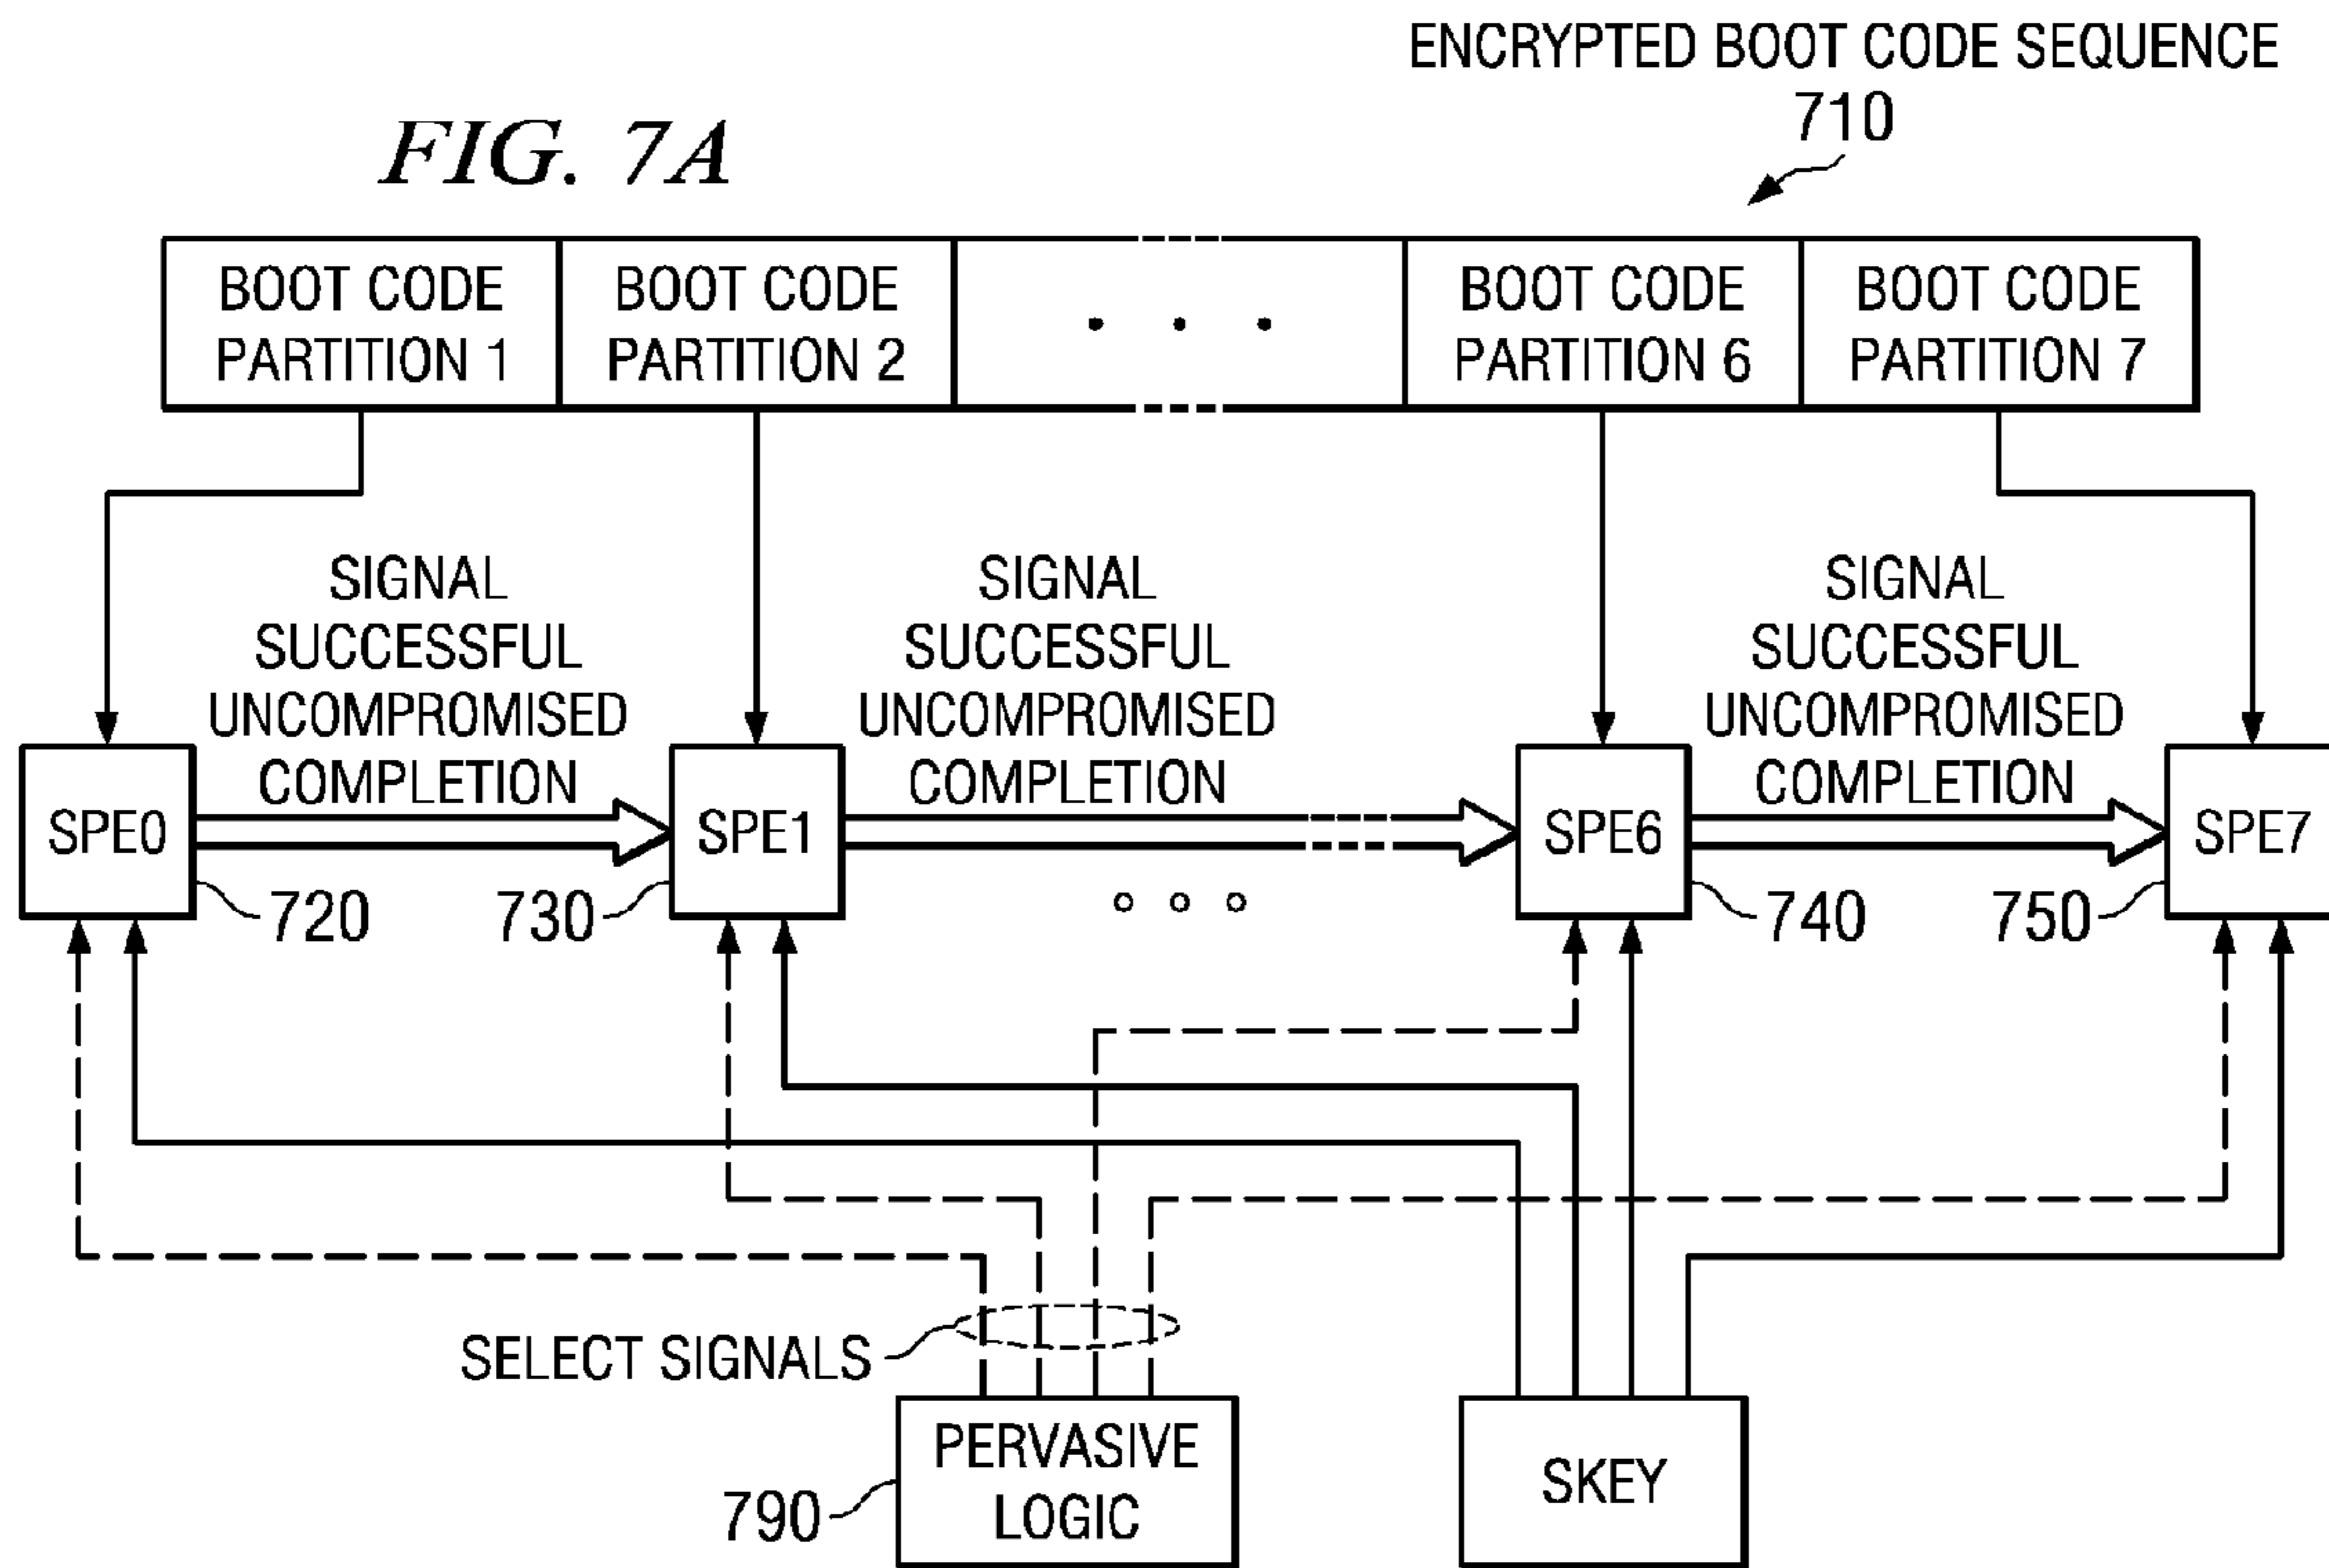 ENCRYPTED BOOT CODE SEQUENCE
710
FIG. 7A
BOOT CODE
PARTITION 1
BOOT CODE
PARTITION 2
. . .
BOOT CODE
PARTITION 6
BOOT CODE
PARTITION 7
SIGNAL
SUCCESSFUL
UNCOMPROMISED
COMPLETION
SIGNAL
SUCCESSFUL
UNCOMPROMISED
COMPLETION
SIGNAL
SUCCESSFUL
UNCOMPROMISED
COMPLETION
SPE0
SPE1
SPE6
SPE7
720
730
740
750
SELECT SIGNALS
PERVASIVE
LOGIC
790
SKEY